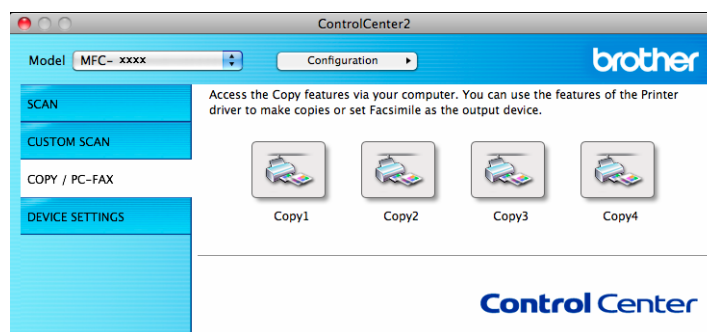 ControlCenter2
Model MFC- xxxx Configuration brother
SCAN
CUSTOM SCAN
COPY / PC-FAX
DEVICE SETTINGS
Access the Copy features via your computer. You can use the features of the Printer
driver to make copies or set Facsimile as the output device.
Copy1 Copy2 Copy3 Copy4
Control Center